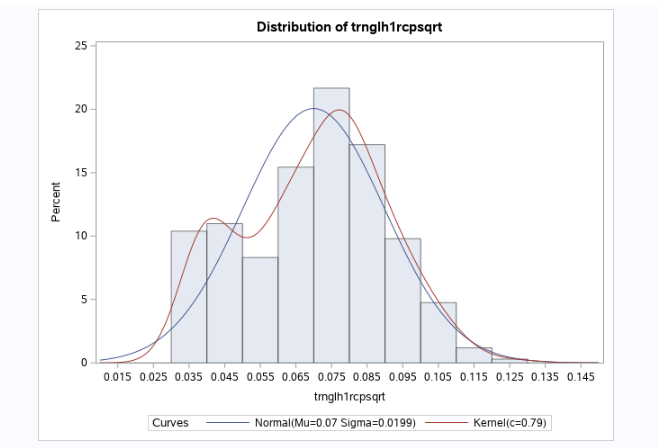 Distribution of trnglh1rcpsqrt
25
20
15
10
5
0
Percent
0.015 0.025 0.035 0.045 0.055 0.065 0.075 0.085 0.095 0.105 0.115 0.125 0.135 0.145
trnglh1rcpsqrt
Curves Normal(Mu=0.07 Sigma=0.0199) Kernel(c=0.79)